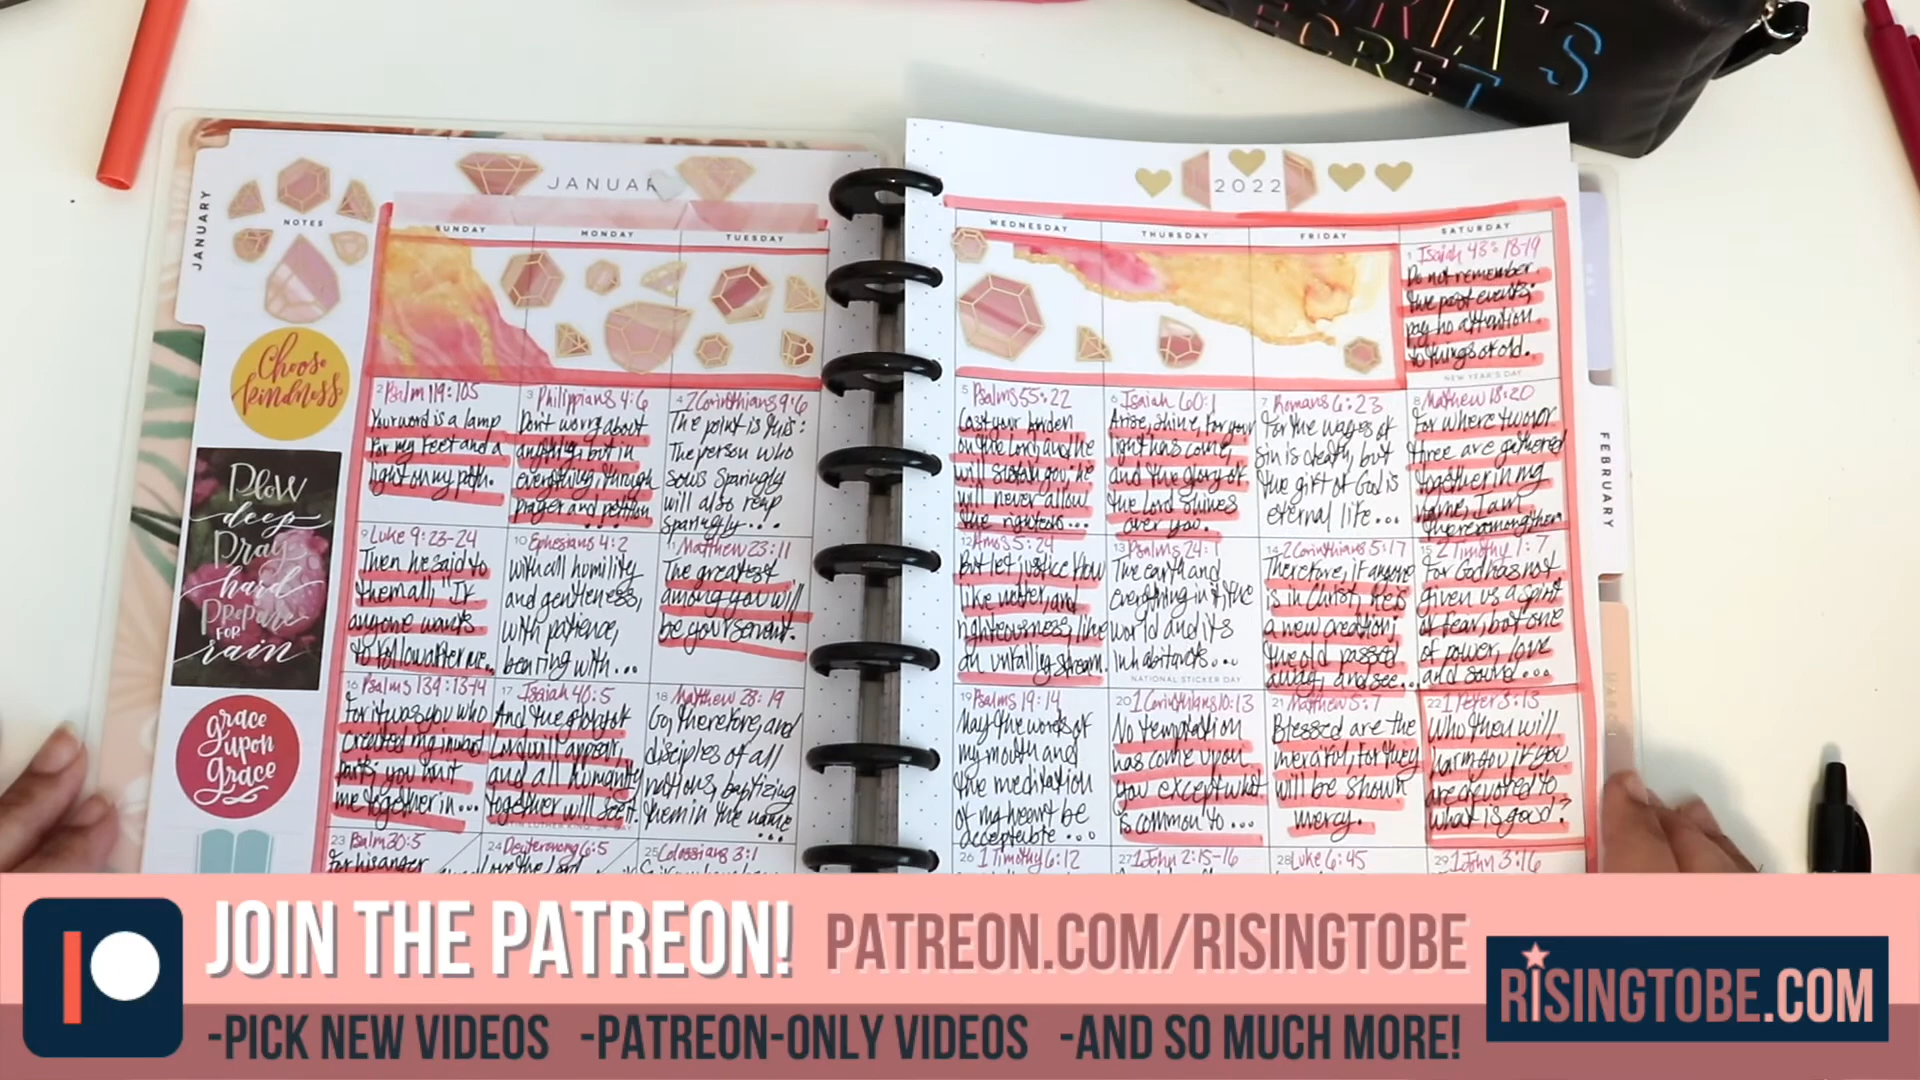 VICTORIA'S
SECRET
JANUARY
2022
JANUARY
NOTES
SUNDAY
MONDAY
TUESDAY
WEDNESDAY
THURSDAY
FRIDAY
SATURDAY
1 Isaiah 43:18-19
Do not remember
the past events;
pay no attention
to things of old.
NEW YEAR'S DAY
Choose
kindness
2 Psalm 119:105
Your word is a lamp
for my feet and a
light on my path.
3 Philippians 4:6
Don't worry about
anything, but in
everything, through
prayer and petition
...
4 2 Corinthians 9:6
The point is this:
The person who
sows sparingly
will also reap
sparingly...
5 Psalms 55:22
Cast your burden
on the Lord, and he
will sustain you; he
will never allow
the righteous...
6 Isaiah 60:1
Arise, shine, for your
light has come,
and the glory of
the Lord shines
over you.
7 Romans 6:23
For the wages of
sin is death, but
the gift of God is
eternal life...
8 Matthew 18:20
For where two or
three are gathered
together in my
name, I am
there among them.
FEBRUARY
Plow
deep
Pray
hard
PREPARE
FOR
rain
9 Luke 9:23-24
Then he said to
them all, "If
anyone wants
to follow after me...
10 Ephesians 4:2
with all humility
and gentleness,
with patience,
bearing with...
11 Matthew 23:11
The greatest
among you will
be your servant.
12 Amos 5:24
But let justice flow
like water, and
righteousness, like
an unfailing stream.
13 Psalms 24:1
The earth and
everything in it, the
world and its
inhabitants...
NATIONAL STICKER DAY
14 2 Corinthians 5:17
Therefore, if anyone
is in Christ, he is
a new creation;
the old passed
away, and see...
15 2 Timothy 1:7
For God has not
given us a spirit
of fear, but one
of power, love
and sound...
grace
upon
grace
16 Psalms 139:13-14
For it was you who
created my inward
parts; you knit
me together in...
17 Isaiah 40:5
And the glory of
Lord will appear,
and all humanity
together will see it.
18 Matthew 28:19
Go, therefore, and
disciples of all
nations, baptizing
them in the name
...
19 Psalms 19:14
May the words of
my mouth and
the meditation
of my heart be
acceptable...
20 1 Corinthians 10:13
No temptation
has come upon
you except what
is common to...
21 Matthew 5:7
Blessed are the
merciful, for they
will be shown
mercy.
22 1 Peter 3:13
Who then will
harm you if you
are devoted to
what is good?
MARCH
23 Psalm 30:5
For his anger
24 Deuteronomy 6:5
Love the Lord
25 Colossians 3:1
26 1 Timothy 6:12
27 1 John 2:15-16
28 Luke 6:45
29 1 John 3:16
JOIN THE PATREON!
PATREON.COM/RISINGTOBE
RISINGTOBE.COM
-PICK NEW VIDEOS -PATREON-ONLY VIDEOS -AND SO MUCH MORE!